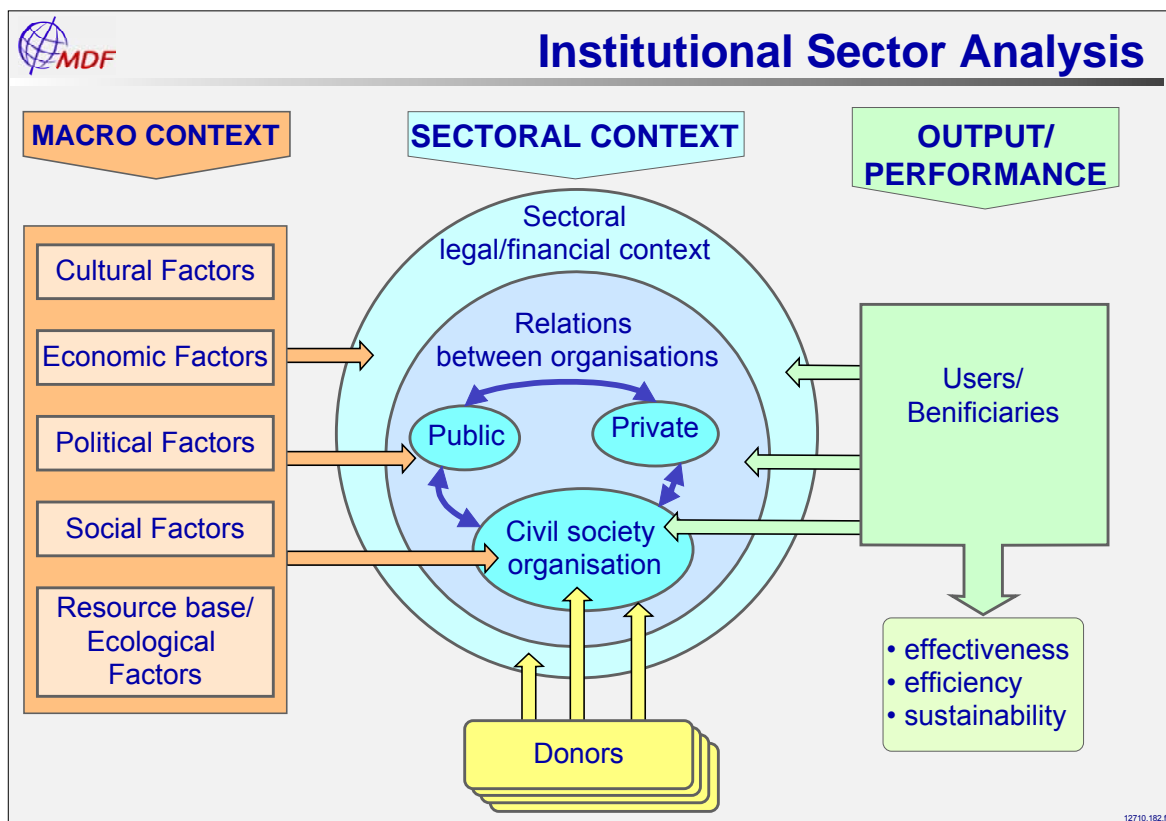 MDF
Institutional Sector Analysis
MACRO CONTEXT
SECTORAL CONTEXT
OUTPUT/
PERFORMANCE
Cultural Factors
Economic Factors
Political Factors
Social Factors
Resource base/
Ecological
Factors
Sectoral
legal/financial context
Relations
between organisations
Public
Private
Civil society
organisation
Donors
Users/
Benificiaries
• effectiveness
• efficiency
• sustainability